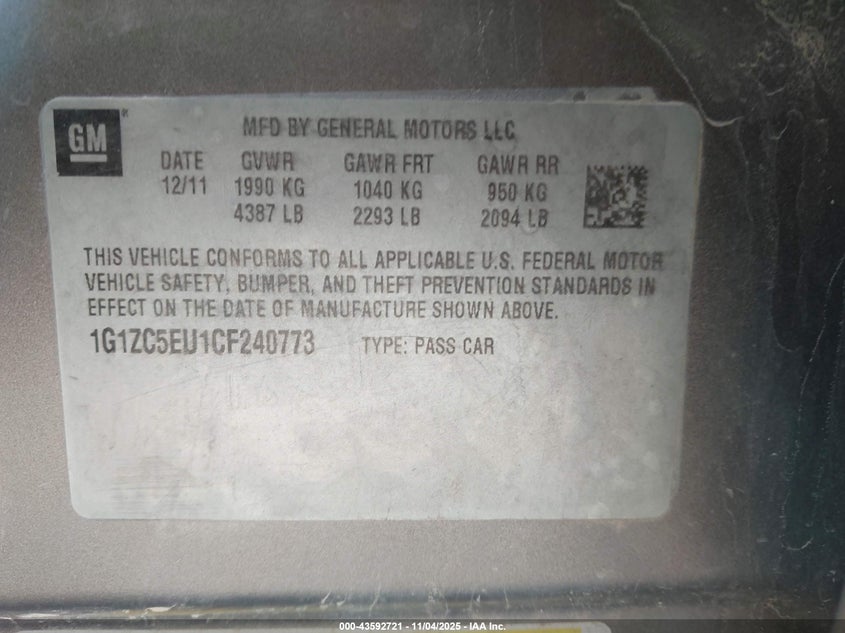 GM
MFD BY GENERAL MOTORS LLC
DATE GVWR GAWR FRT GAWR RR
12/11 1990 KG 1040 KG 950 KG
4387 LB 2293 LB 2094 LB
THIS VEHICLE CONFORMS TO ALL APPLICABLE U.S. FEDERAL MOTOR
VEHICLE SAFETY, BUMPER, AND THEFT PREVENTION STANDARDS IN
EFFECT ON THE DATE OF MANUFACTURE SHOWN ABOVE.
1G1ZC5EU1CF240773 TYPE: PASS CAR
000-43592721 - 11/04/2025 - IAA Inc.